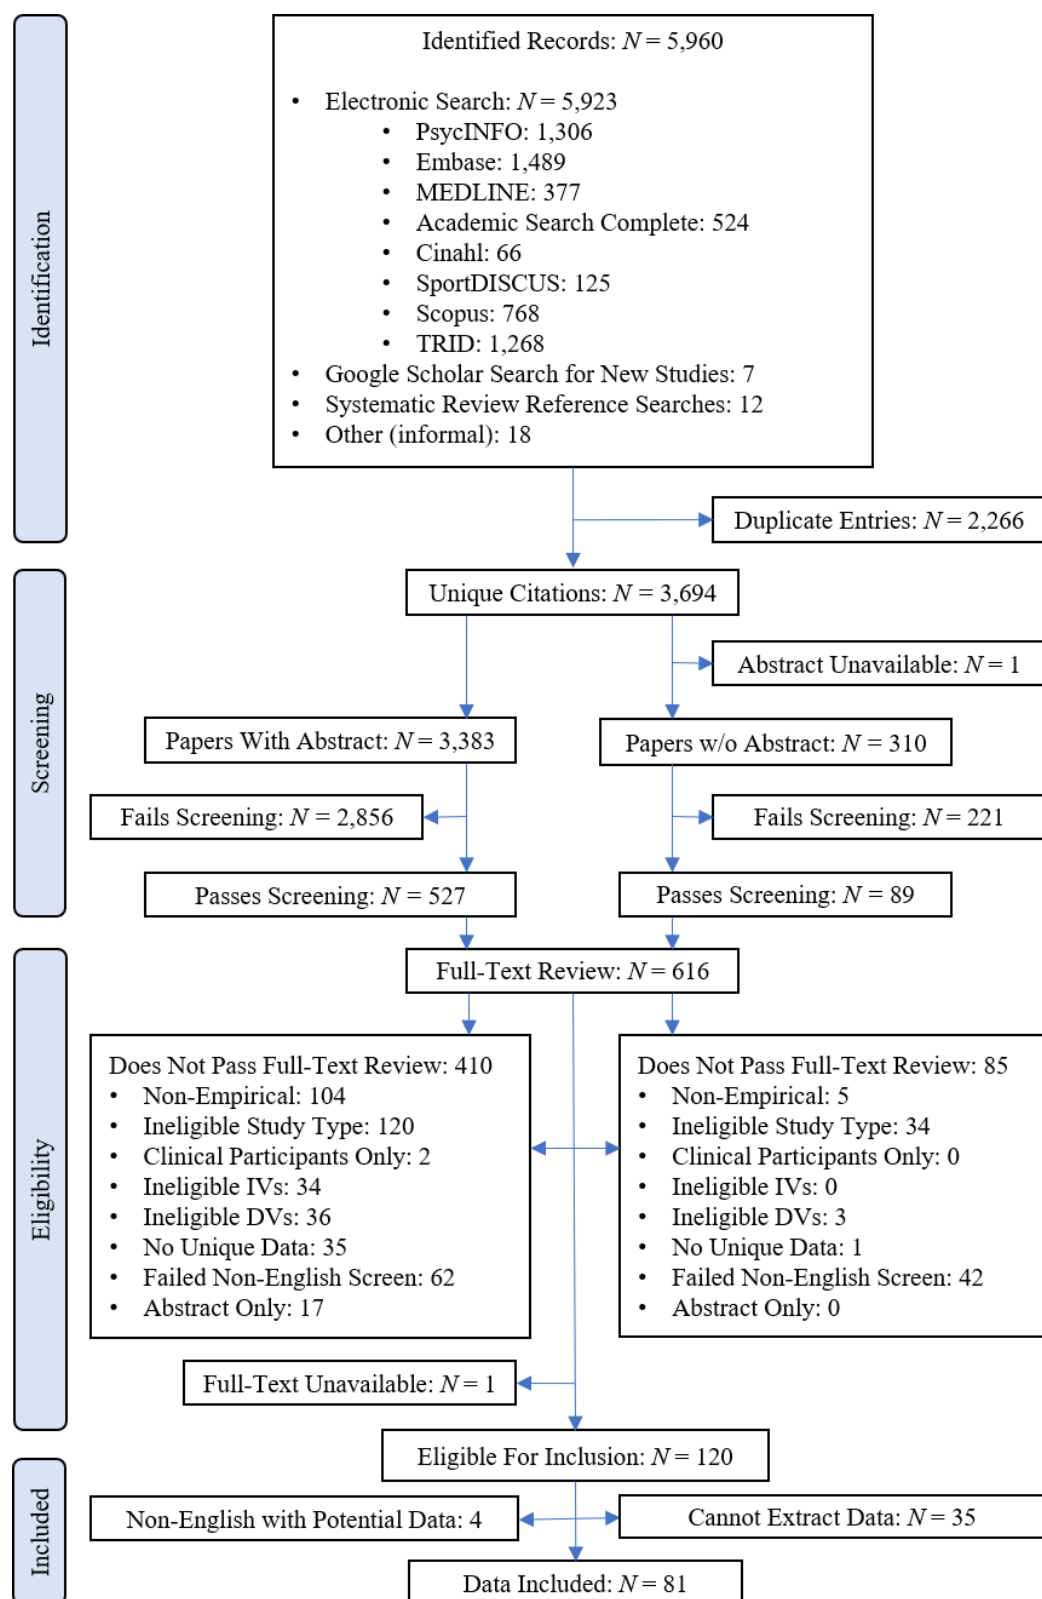 Identification
Identified Records: N = 5,960
• Electronic Search: N = 5,923
• PsycINFO: 1,306
• Embase: 1,489
• MEDLINE: 377
• Academic Search Complete: 524
• Cinahl: 66
• SportDISCUS: 125
• Scopus: 768
• TRID: 1,268
• Google Scholar Search for New Studies: 7
• Systematic Review Reference Searches: 12
• Other (informal): 18
Duplicate Entries: N = 2,266
Screening
Unique Citations: N = 3,694
Abstract Unavailable: N = 1
Papers With Abstract: N = 3,383
Papers w/o Abstract: N = 310
Fails Screening: N = 2,856
Fails Screening: N = 221
Passes Screening: N = 527
Passes Screening: N = 89
Eligibility
Full-Text Review: N = 616
Does Not Pass Full-Text Review: 410
• Non-Empirical: 104
• Ineligible Study Type: 120
• Clinical Participants Only: 2
• Ineligible IVs: 34
• Ineligible DVs: 36
• No Unique Data: 35
• Failed Non-English Screen: 62
• Abstract Only: 17
Does Not Pass Full-Text Review: 85
• Non-Empirical: 5
• Ineligible Study Type: 34
• Clinical Participants Only: 0
• Ineligible IVs: 0
• Ineligible DVs: 3
• No Unique Data: 1
• Failed Non-English Screen: 42
• Abstract Only: 0
Full-Text Unavailable: N = 1
Eligible For Inclusion: N = 120
Included
Non-English with Potential Data: 4
Cannot Extract Data: N = 35
Data Included: N = 81